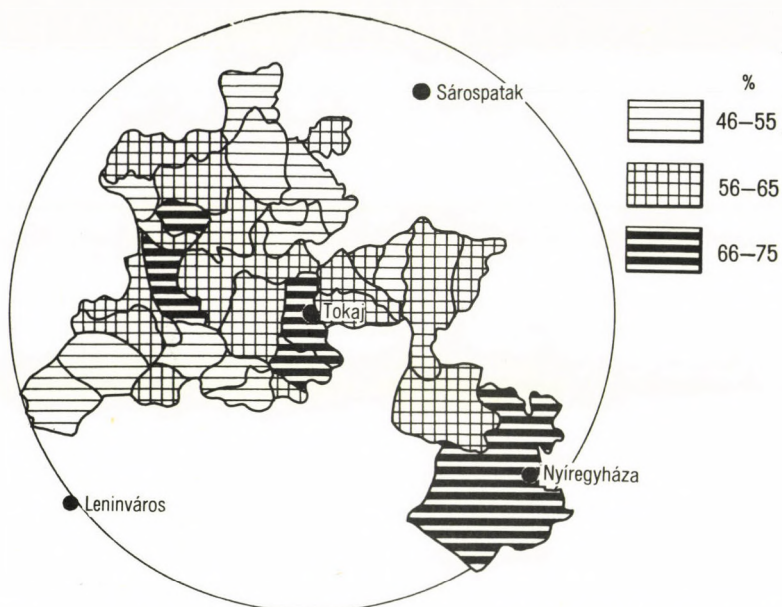 %
Sárospatak
46–55
56–65
66–75
Tokaj
Nyíregyháza
Leninváros